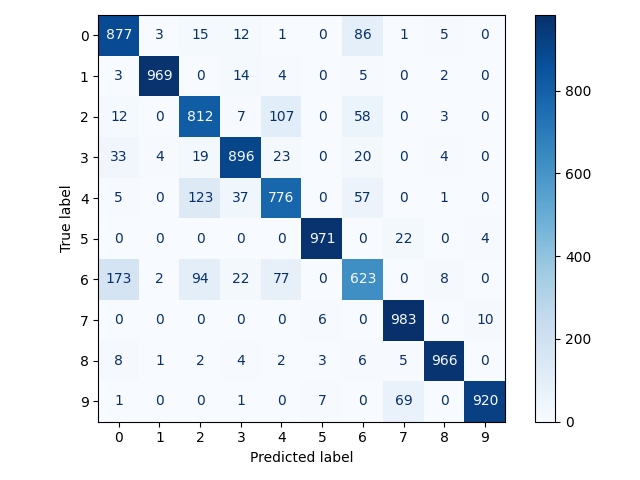 0 877 3 15 12 1 0 86 1 5 0
1 3 969 0 14 4 0 5 0 2 0
2 12 0 812 7 107 0 58 0 3 0
3 33 4 19 896 23 0 20 0 4 0
4 5 0 123 37 776 0 57 0 1 0
5 0 0 0 0 0 971 0 22 0 4
6 173 2 94 22 77 0 623 0 8 0
7 0 0 0 0 0 6 0 983 0 10
8 8 1 2 4 2 3 6 5 966 0
9 1 0 0 1 0 7 0 69 0 920
0 1 2 3 4 5 6 7 8 9
Predicted label
True label
800
600
400
200
0